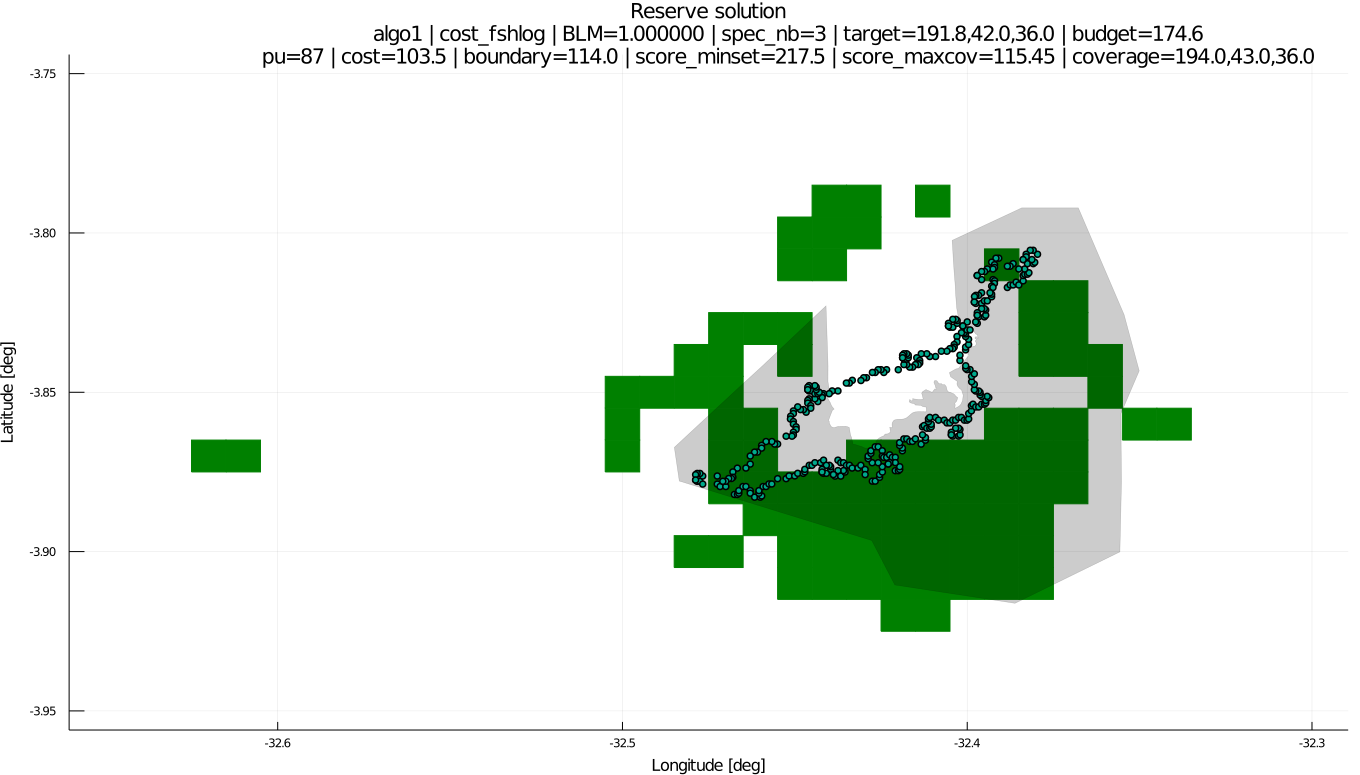 Reserve solution
algo1 | cost_fshlog | BLM=1.000000 | spec_nb=3 | target=191.8,42.0,36.0 | budget=174.6
pu=87 | cost=103.5 | boundary=114.0 | score_minset=217.5 | score_maxcov=115.45 | coverage=194.0,43.0,36.0
-3.75
-3.80
-3.85
-3.90
-3.95
Latitude [deg]
-32.6
-32.5
-32.4
-32.3
Longitude [deg]